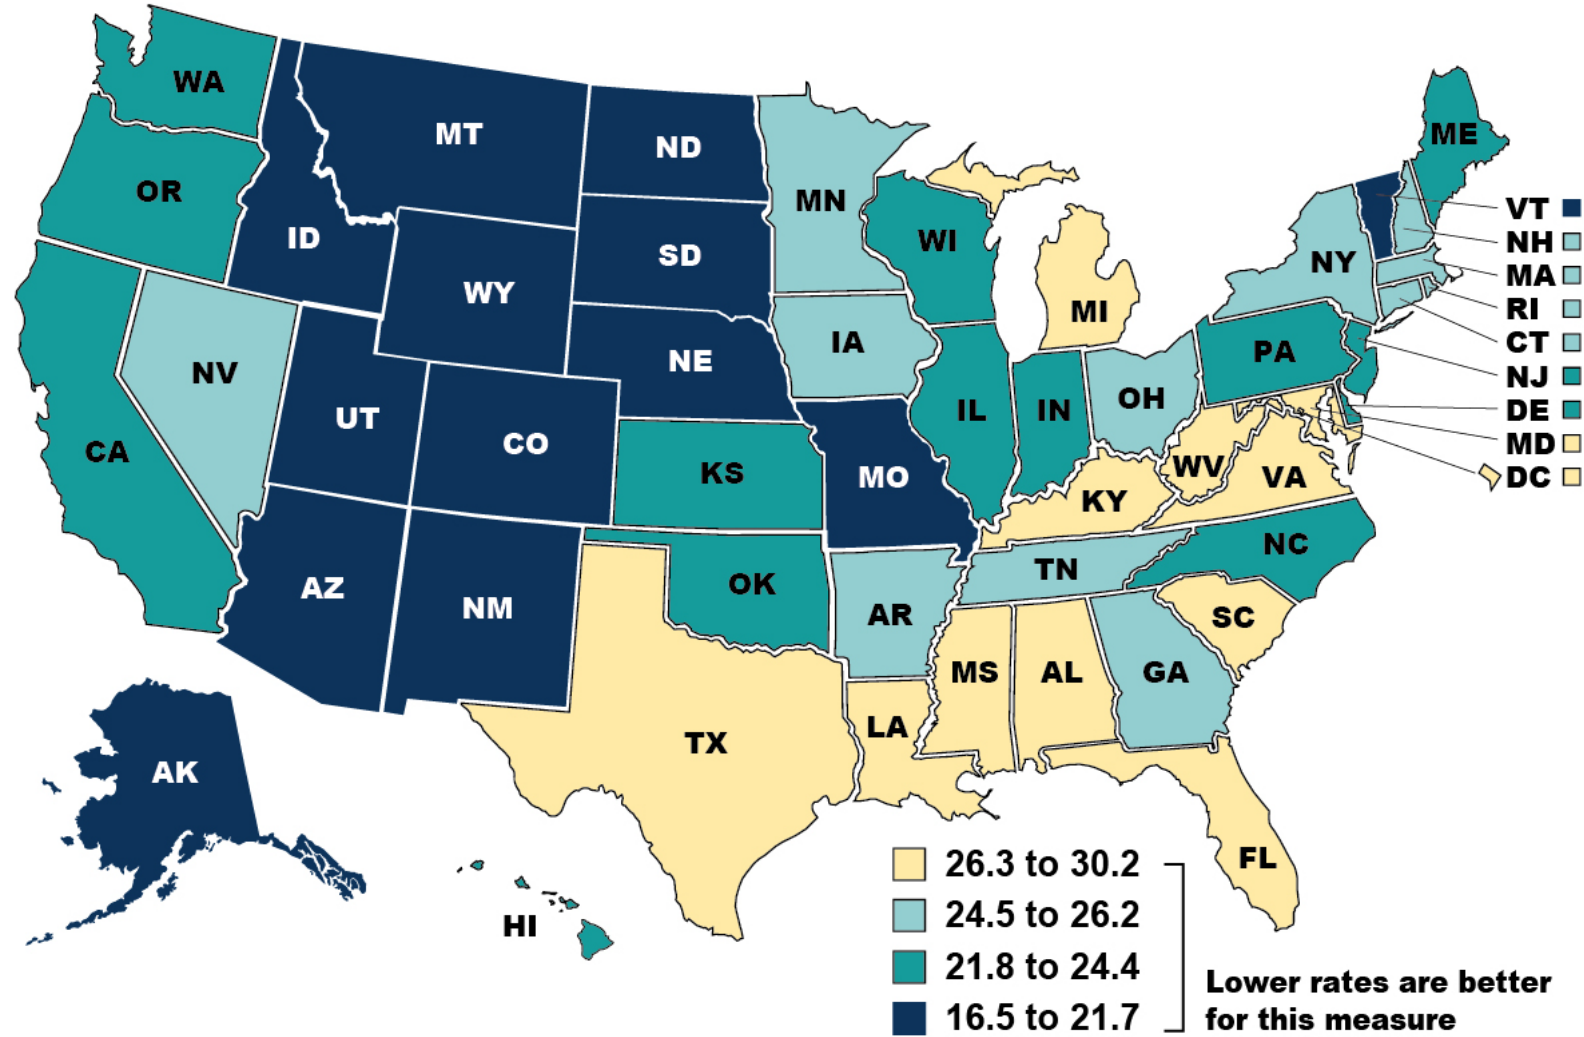 WA
MT
ND
ME
OR
MN
VT
ID
WI
NH
SD
NY
MA
WY
RI
MI
IA
CT
PA
NE
NV
NJ
UT
OH
IL
IN
DE
CO
MD
CA
WV
KS
MO
VA
DC
KY
NC
TN
AZ
OK
NM
AR
SC
MS
AL
GA
LA
TX
AK
FL
HI
26.3 to 30.2
24.5 to 26.2
21.8 to 24.4
16.5 to 21.7
Lower rates are better
for this measure